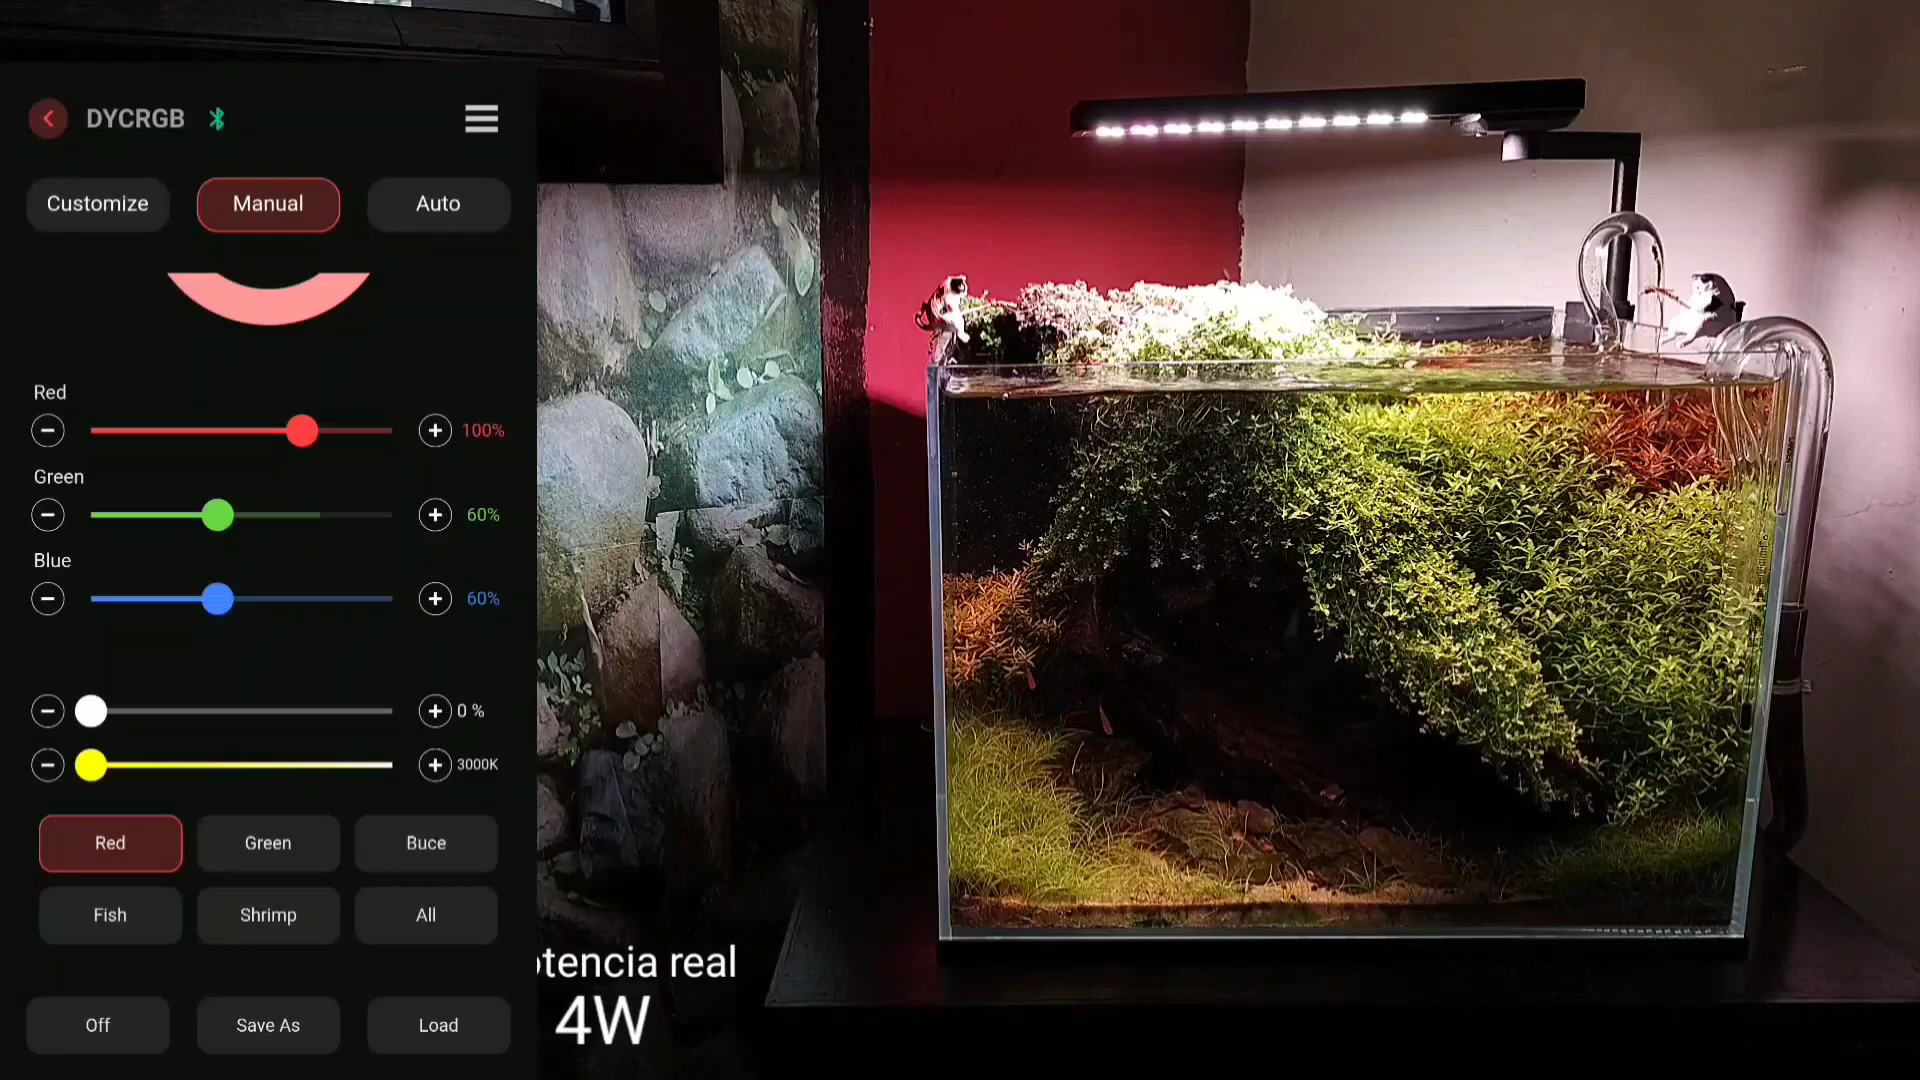 DYCRGB
Customize Manual Auto
Red
100%
Green
60%
Blue
60%
0 %
3000K
Red Green Buce
Fish Shrimp All
Off Save As Load
otencia real
4W